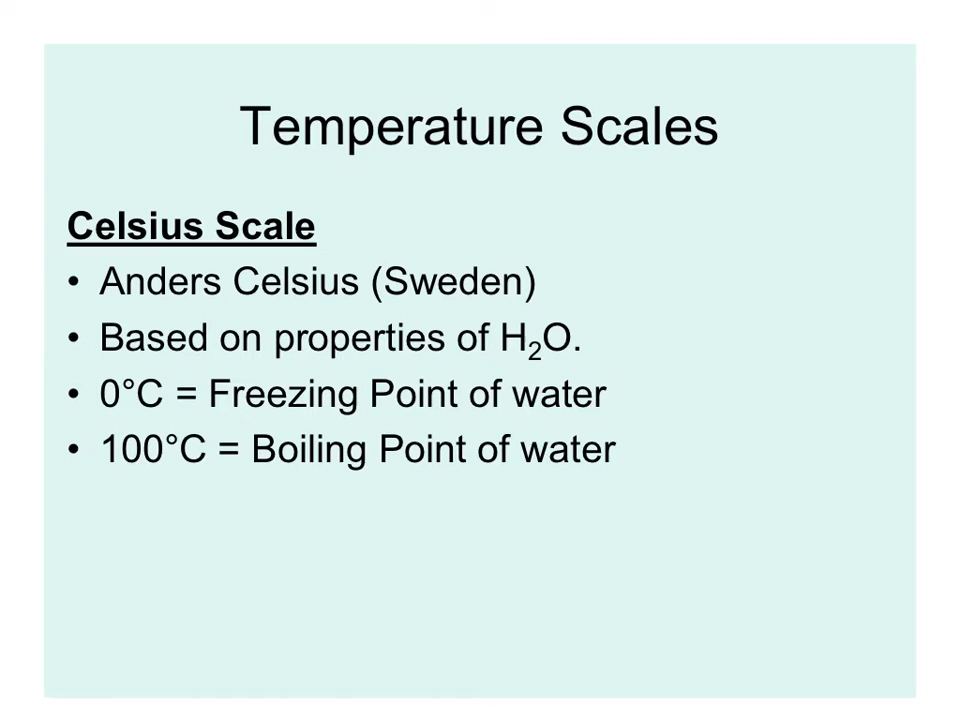 Temperature Scales
Celsius Scale
• Anders Celsius (Sweden)
• Based on properties of H₂O.
• 0°C = Freezing Point of water
• 100°C = Boiling Point of water